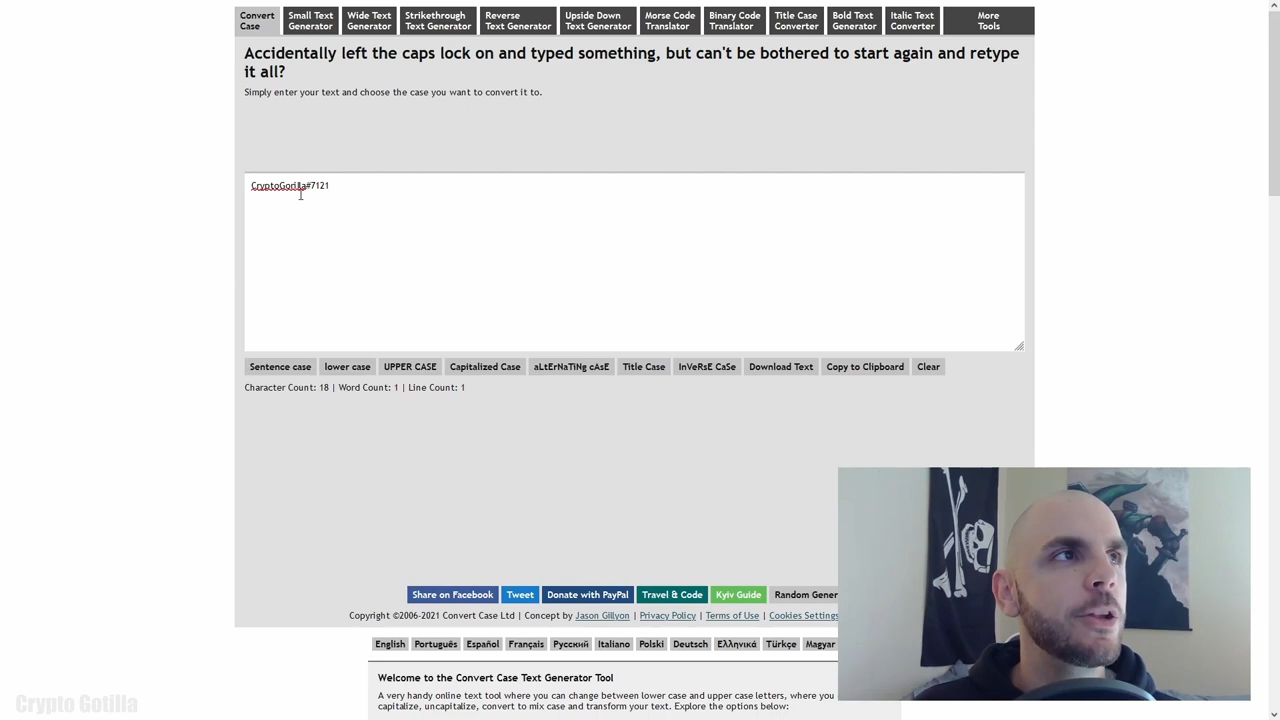 Convert
Case
Small Text
Generator
Wide Text
Generator
Strikethrough
Text Generator
Reverse
Text Generator
Upside Down
Text Generator
Morse Code
Translator
Binary Code
Translator
Title Case
Converter
Bold Text
Generator
Italic Text
Converter
More
Tools
Accidentally left the caps lock on and typed something, but can't be bothered to start again and retype
it all?
Simply enter your text and choose the case you want to convert it to.
CryptoGorilla#7121
Sentence case lower case UPPER CASE Capitalized Case aLtErNaTiNg cAsE Title Case InVeRsE CaSe Download Text Copy to Clipboard Clear
Character Count: 18 | Word Count: 1 | Line Count: 1
Share on Facebook Tweet Donate with PayPal Travel & Code Kyiv Guide Random Gener
Copyright ©2006-2021 Convert Case Ltd | Concept by Jason Gillyon | Privacy Policy | Terms of Use | Cookies Settings
English Português Español Français Русский Italiano Polski Deutsch Ελληνικά Türkçe Magyar
Welcome to the Convert Case Text Generator Tool
A very handy online text tool where you can change between lower case and upper case letters, where you
capitalize, uncapitalize, convert to mix case and transform your text. Explore the options below:
Crypto Gotilla